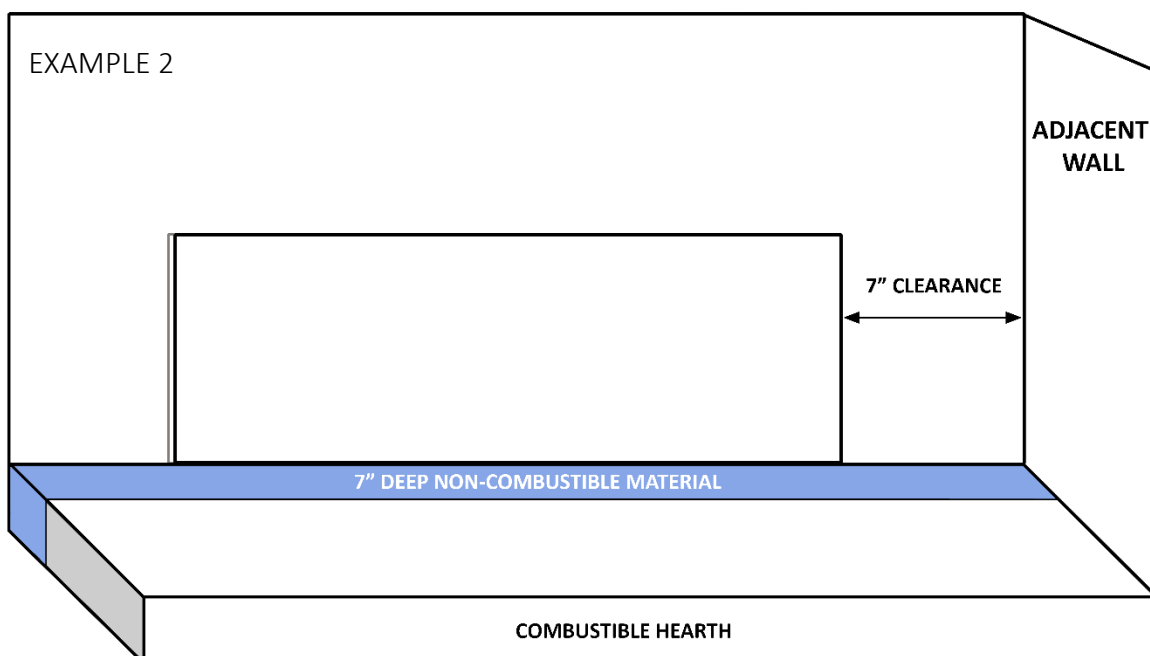 EXAMPLE 2
ADJACENT
WALL
7” CLEARANCE
7” DEEP NON-COMBUSTIBLE MATERIAL
COMBUSTIBLE HEARTH